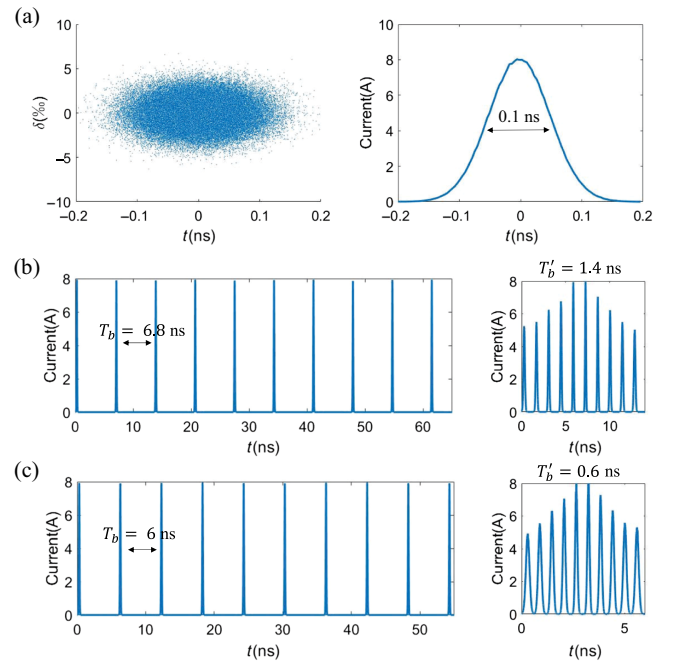 (a)
10
5
0
−5
−10
δ(‰)
−0.2
−0.1
0
0.1
0.2
t(ns)
10
8
6
4
2
0
Current(A)
0.1 ns
−0.2
−0.1
0
0.1
0.2
t(ns)
(b)
8
6
4
2
0
Current(A)
T_b = 6.8 ns
0
10
20
30
40
50
60
t(ns)
T_b′ = 1.4 ns
8
6
4
2
0
Current(A)
0
5
10
t(ns)
(c)
8
6
4
2
0
Current(A)
T_b = 6 ns
0
10
20
30
40
50
t(ns)
T_b′ = 0.6 ns
8
6
4
2
0
Current(A)
0
5
t(ns)